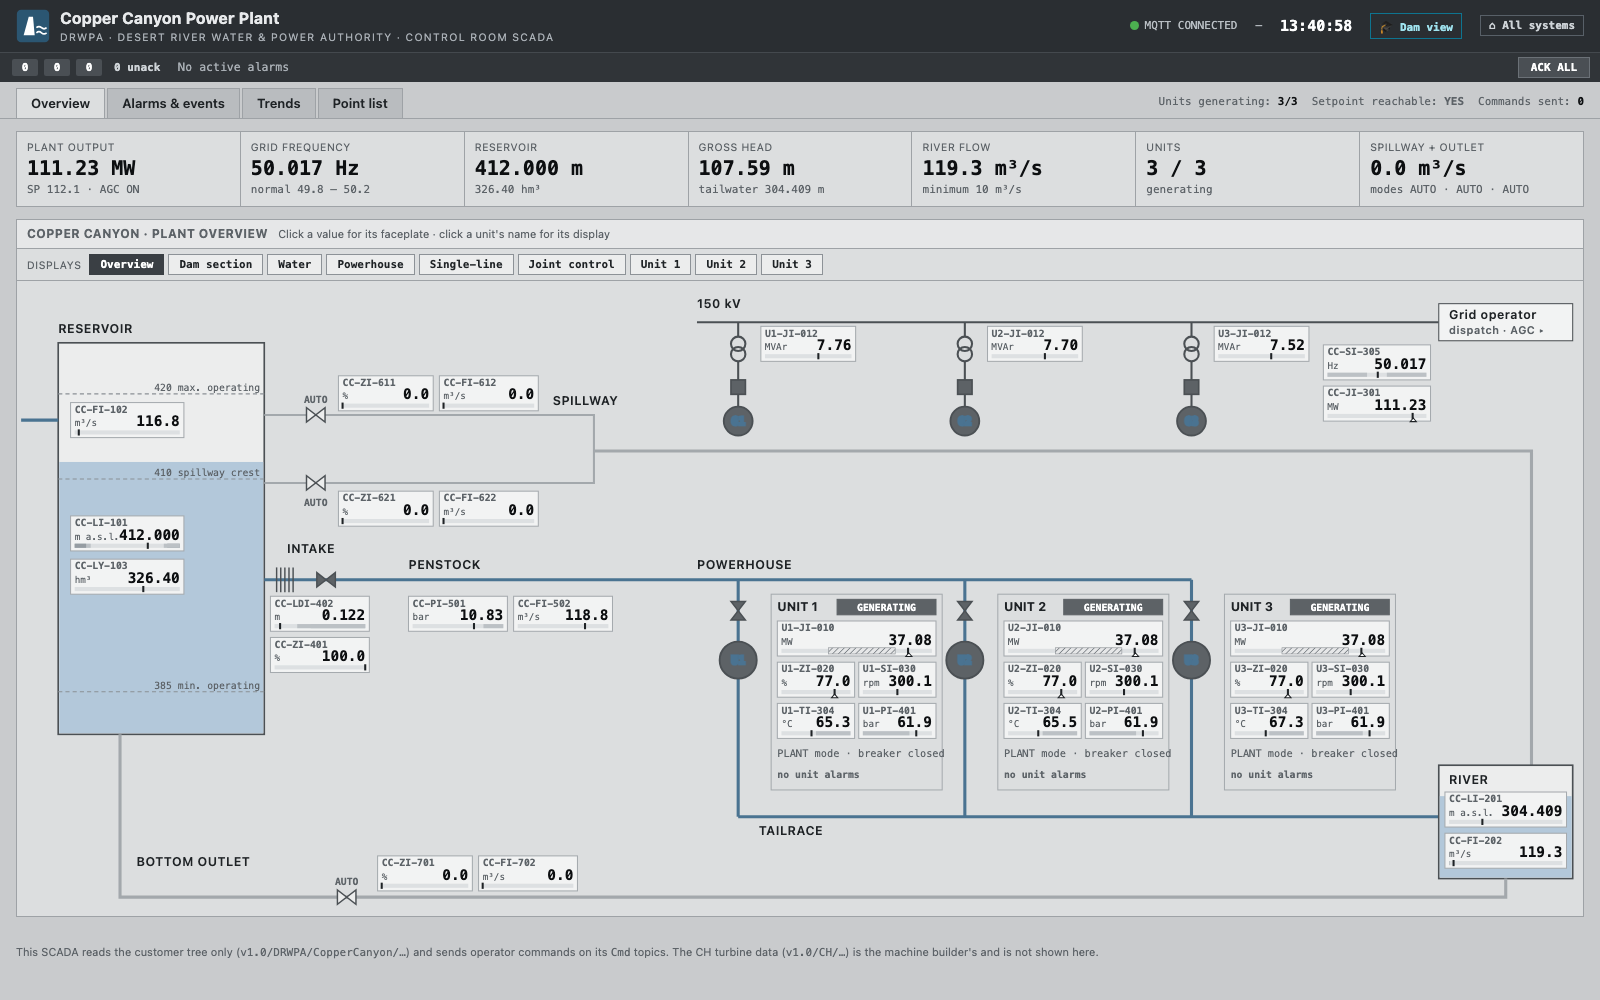 Copper Canyon Power Plant
DRWPA · DESERT RIVER WATER & POWER AUTHORITY · CONTROL ROOM SCADA
MQTT CONNECTED — 13:40:58 🎓 Dam view ⌂ All systems
0 0 0 0 unack No active alarms ACK ALL
Overview Alarms & events Trends Point list
Units generating: 3/3 Setpoint reachable: YES Commands sent: 0
PLANT OUTPUT
111.23 MW
SP 112.1 · AGC ON
GRID FREQUENCY
50.017 Hz
normal 49.8 – 50.2
RESERVOIR
412.000 m
326.40 hm³
GROSS HEAD
107.59 m
tailwater 304.409 m
RIVER FLOW
119.3 m³/s
minimum 10 m³/s
UNITS
3 / 3
generating
SPILLWAY + OUTLET
0.0 m³/s
modes AUTO · AUTO · AUTO
COPPER CANYON · PLANT OVERVIEW Click a value for its faceplate · click a unit's name for its display
DISPLAYS Overview Dam section Water Powerhouse Single-line Joint control Unit 1 Unit 2 Unit 3
150 kV
Grid operator
dispatch · AGC ▸
U1-JI-012
MVAr 7.76
U2-JI-012
MVAr 7.70
U3-JI-012
MVAr 7.52
CC-SI-305
Hz 50.017
CC-JI-301
MW 111.23
RESERVOIR
420 max. operating
CC-FI-102
m³/s 116.8
410 spillway crest
CC-LI-101
m a.s.l. 412.000
CC-LY-103
hm³ 326.40
385 min. operating
AUTO
CC-ZI-611
% 0.0
CC-FI-612
m³/s 0.0
SPILLWAY
AUTO
CC-ZI-621
% 0.0
CC-FI-622
m³/s 0.0
INTAKE
CC-LDI-402
m 0.122
CC-ZI-401
% 100.0
PENSTOCK
CC-PI-501
bar 10.83
CC-FI-502
m³/s 118.8
POWERHOUSE
UNIT 1 GENERATING
U1-JI-010
MW 37.08
U1-ZI-020
% 77.0
U1-SI-030
rpm 300.1
U1-TI-304
°C 65.3
U1-PI-401
bar 61.9
PLANT mode · breaker closed
no unit alarms
UNIT 2 GENERATING
U2-JI-010
MW 37.08
U2-ZI-020
% 77.0
U2-SI-030
rpm 300.1
U2-TI-304
°C 65.5
U2-PI-401
bar 61.9
PLANT mode · breaker closed
no unit alarms
UNIT 3 GENERATING
U3-JI-010
MW 37.08
U3-ZI-020
% 77.0
U3-SI-030
rpm 300.1
U3-TI-304
°C 67.3
U3-PI-401
bar 61.9
PLANT mode · breaker closed
no unit alarms
TAILRACE
RIVER
CC-LI-201
m a.s.l. 304.409
CC-FI-202
m³/s 119.3
BOTTOM OUTLET
AUTO
CC-ZI-701
% 0.0
CC-FI-702
m³/s 0.0
This SCADA reads the customer tree only (v1.0/DRWPA/CopperCanyon/…) and sends operator commands on its Cmd topics. The CH turbine data (v1.0/CH/…) is the machine builder's and is not shown here.